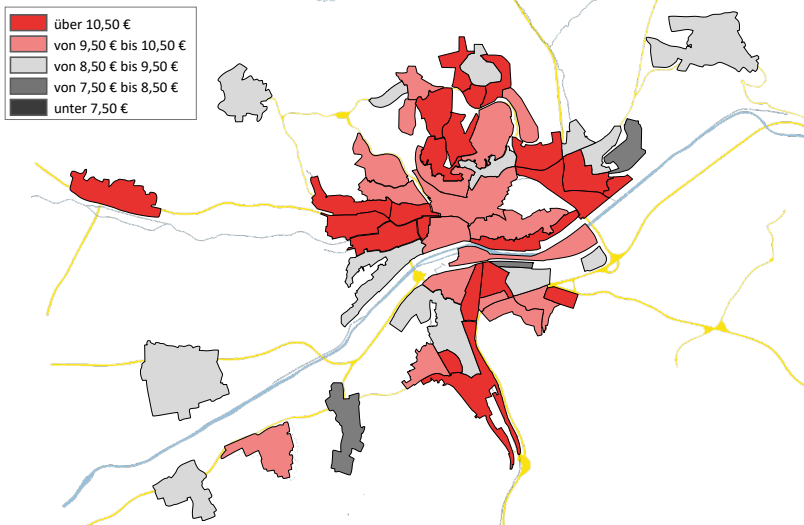 über 10,50 €
von 9,50 € bis 10,50 €
von 8,50 € bis 9,50 €
von 7,50 € bis 8,50 €
unter 7,50 €